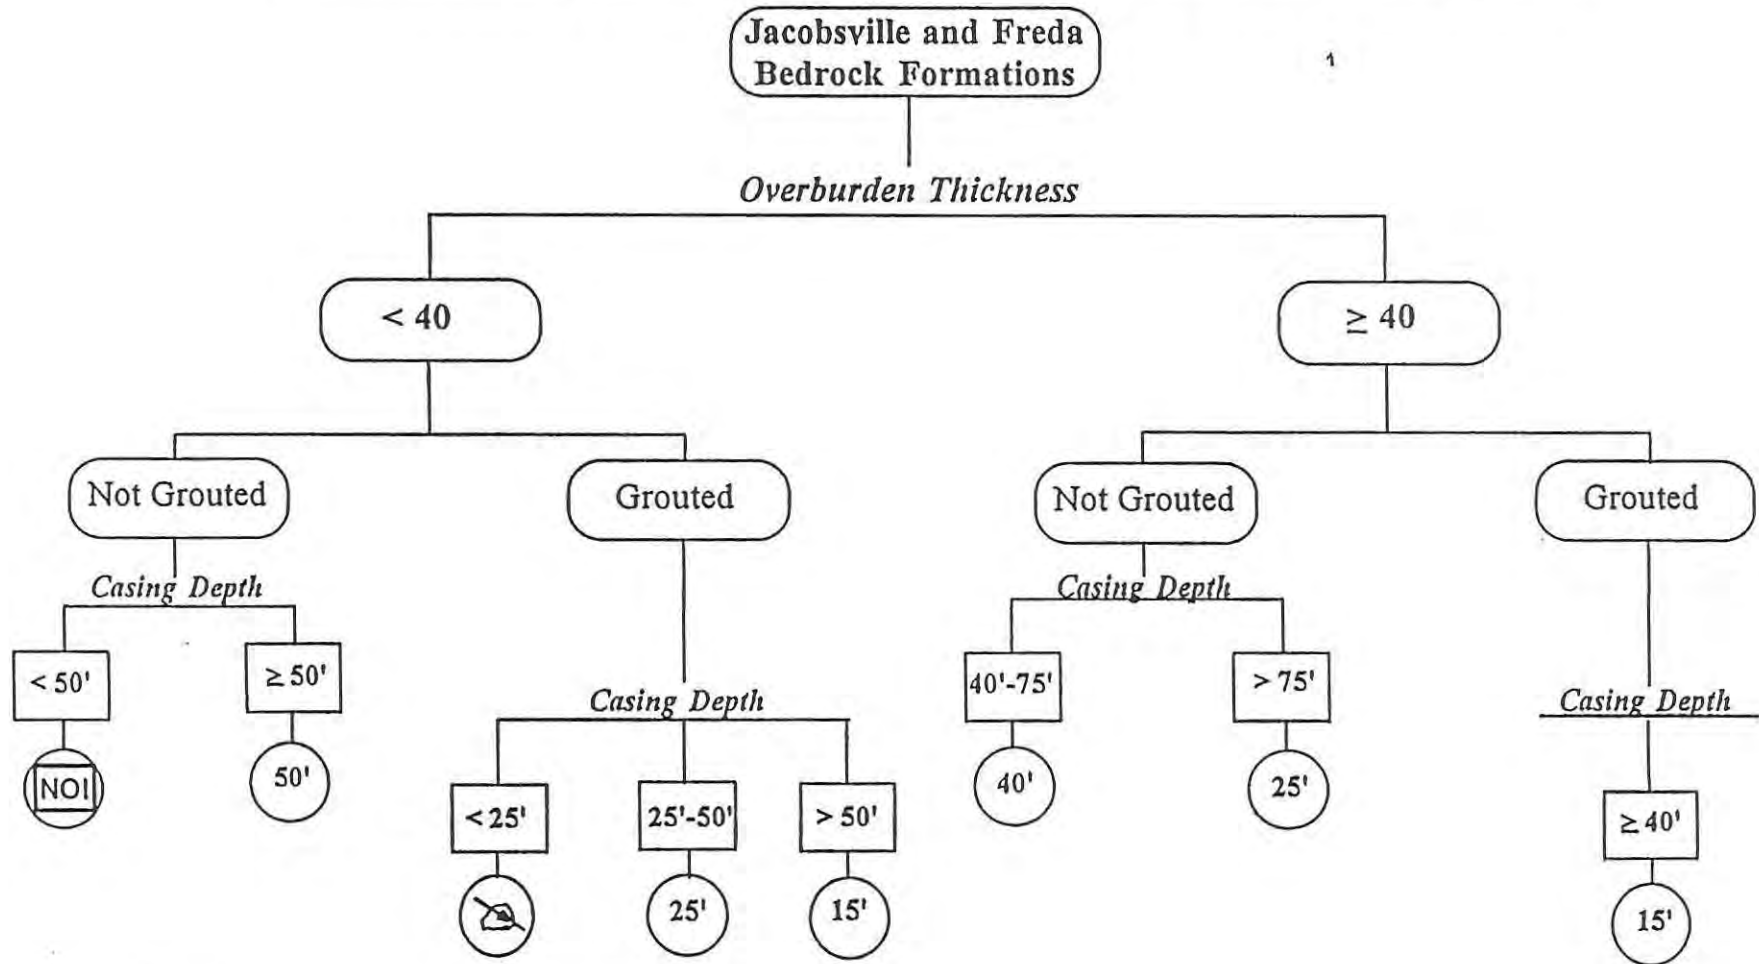 Jacobsville and Freda
Bedrock Formations
1
Overburden Thickness
< 40
≥ 40
Not Grouted
Grouted
Not Grouted
Grouted
Casing Depth
Casing Depth
< 50'
≥ 50'
40'-75'
> 75'
Casing Depth
Casing Depth
NO!
50'
40'
25'
< 25'
25'-50'
> 50'
≥ 40'
25'
15'
15'